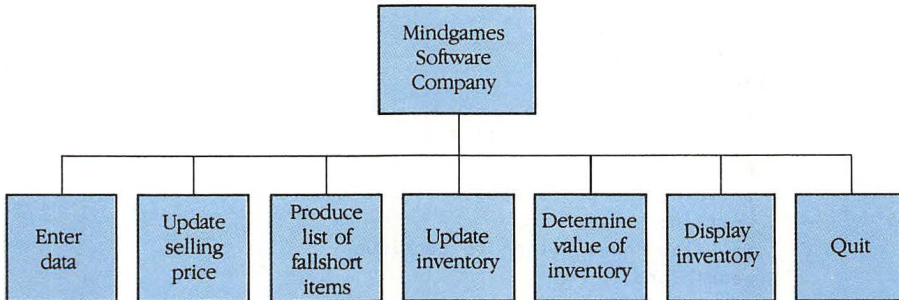 Mindgames
Software
Company
Enter
data
Update
selling
price
Produce
list of
fallshort
items
Update
inventory
Determine
value of
inventory
Display
inventory
Quit